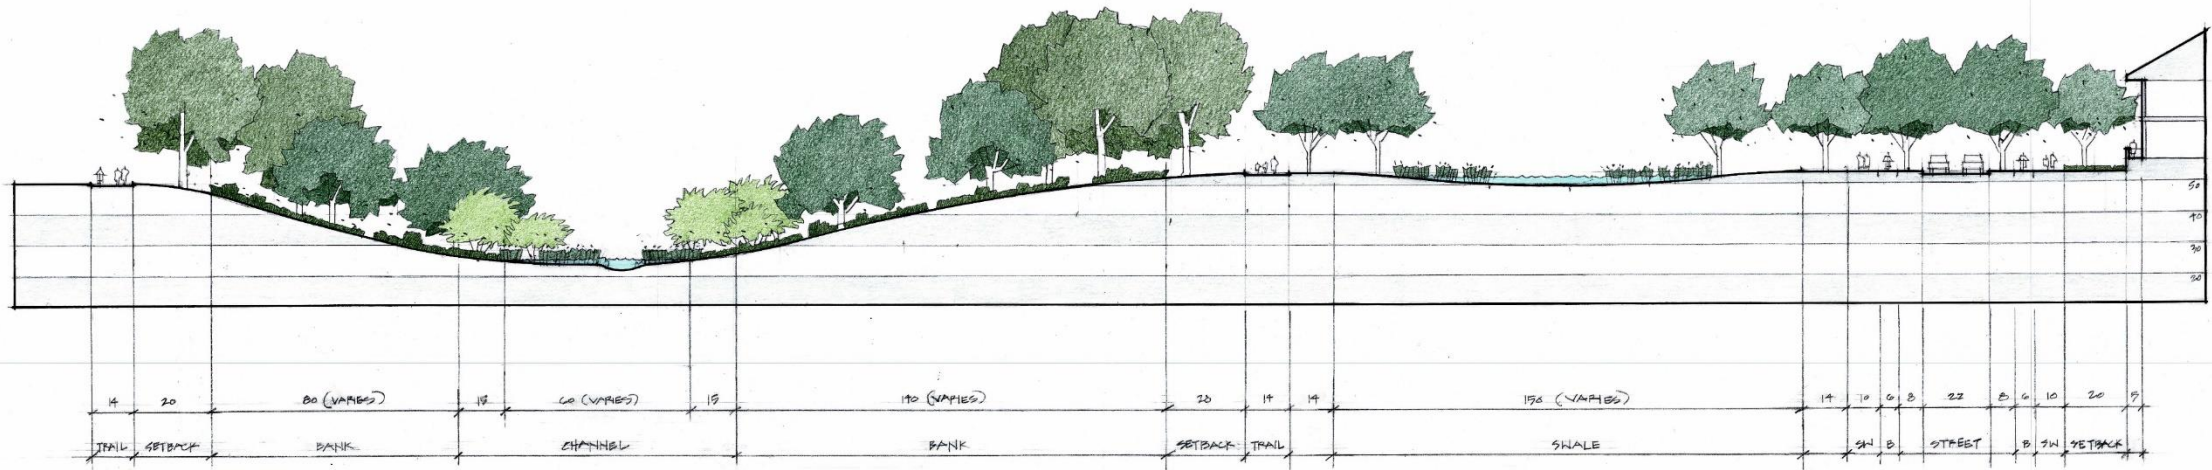 50
40
30
20
14 20 80 (VARIES) 15 60 (VARIES) 15 140 (VARIES) 20 14 14 150 (VARIES) 14 10 6 8 22 8 6 10 20 5
TRAIL SETBACK BANK CHANNEL BANK SETBACK TRAIL SWALE SW B STREET B SW SETBACK